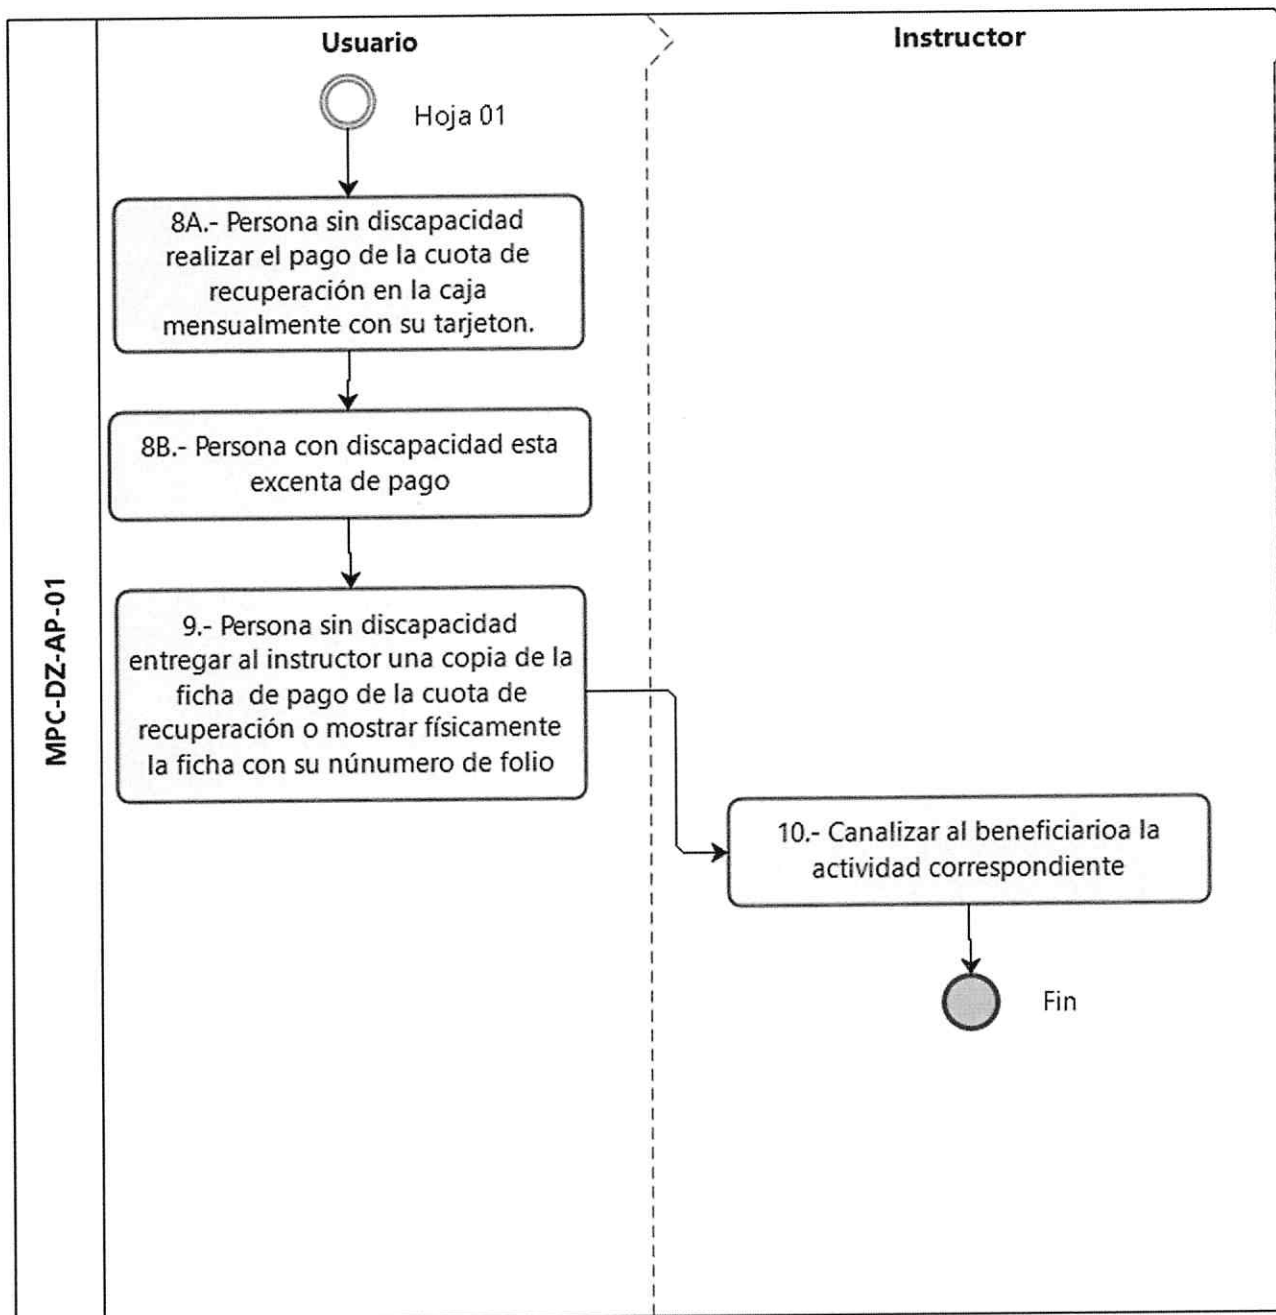 Usuario
Instructor
Hoja 01
8A.- Persona sin discapacidad
realizar el pago de la cuota de
recuperación en la caja
mensualmente con su tarjeton.
8B.- Persona con discapacidad esta
excenta de pago
9.- Persona sin discapacidad
entregar al instructor una copia de la
ficha de pago de la cuota de
recuperación o mostrar físicamente
la ficha con su núnumero de folio
10.- Canalizar al beneficiarioa la
actividad correspondiente
Fin
MPC-DZ-AP-01